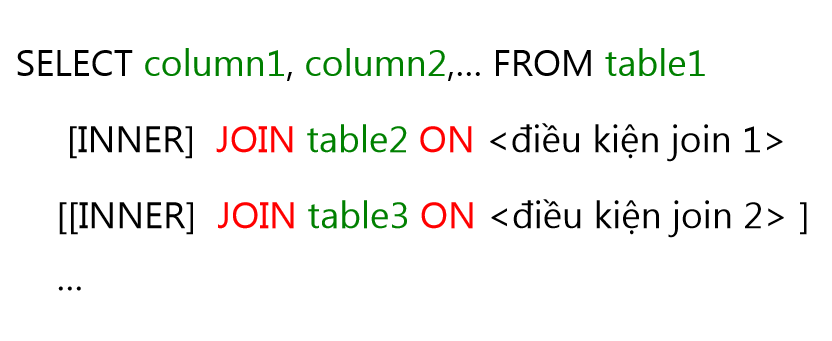 SELECT column1, column2,... FROM table1
[INNER] JOIN table2 ON <điều kiện join 1>
[[INNER] JOIN table3 ON <điều kiện join 2> ]
...